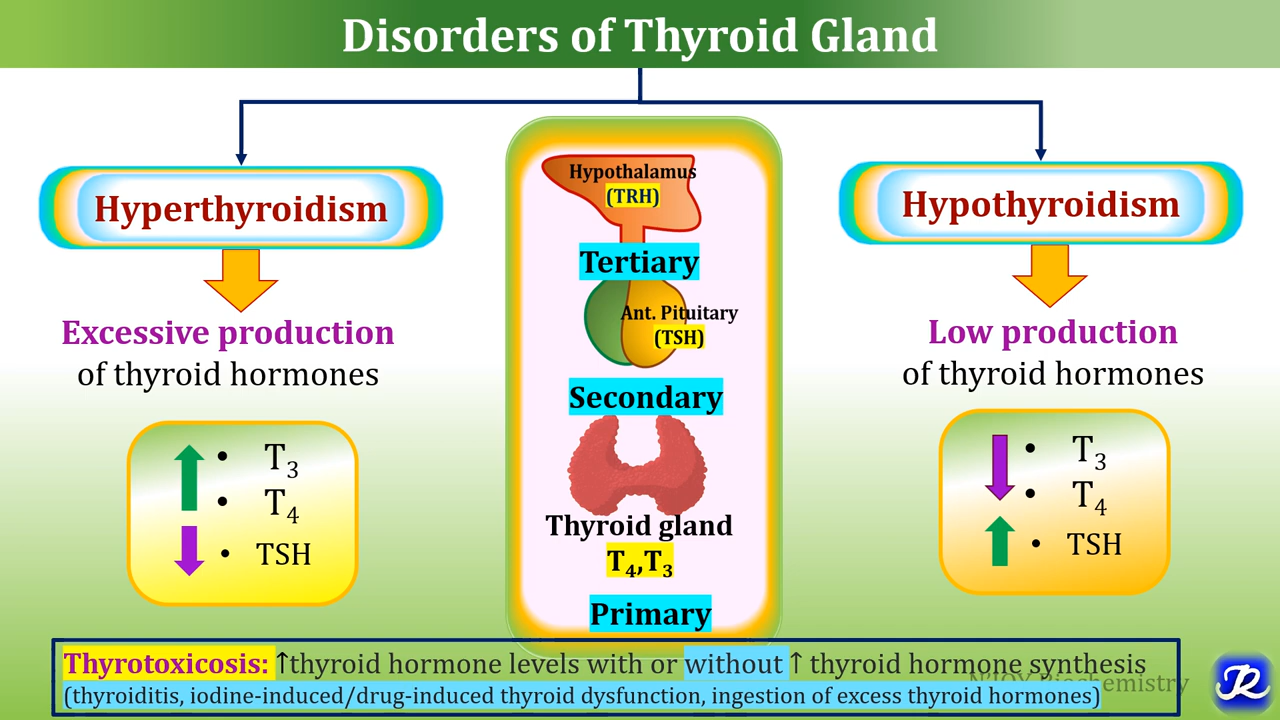 Disorders of Thyroid Gland
Hyperthyroidism
Excessive production
of thyroid hormones
↑ • T₃
• T₄
↓ • TSH
Hypothalamus
(TRH)
Tertiary
Ant. Pituitary
(TSH)
Secondary
Thyroid gland
T₄,T₃
Primary
Hypothyroidism
Low production
of thyroid hormones
↓ • T₃
• T₄
↑ • TSH
Thyrotoxicosis: ↑thyroid hormone levels with or without ↑ thyroid hormone synthesis
(thyroiditis, iodine-induced/drug-induced thyroid dysfunction, ingestion of excess thyroid hormones)
Biochemistry
JR